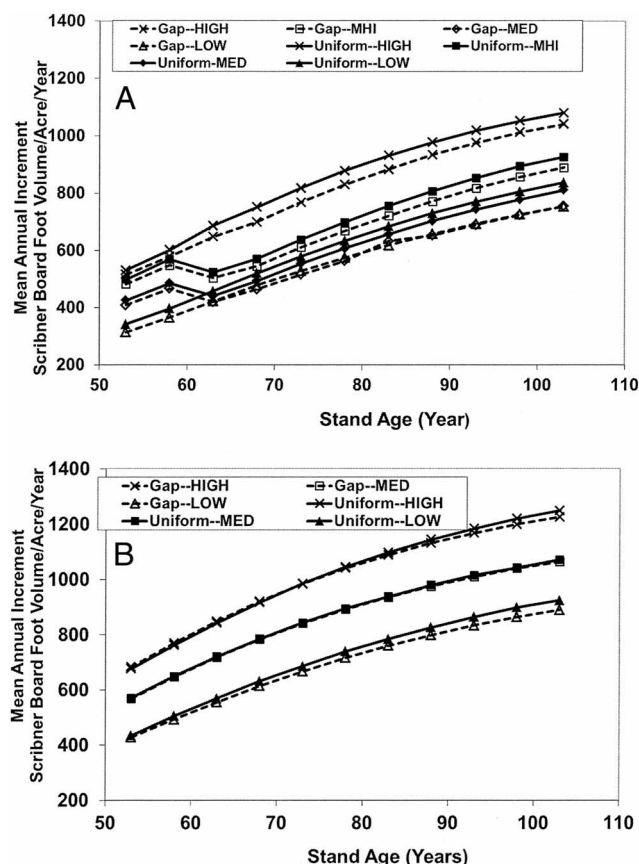 Gap--HIGH Gap--MHI Gap--MED
Gap--LOW Uniform--HIGH Uniform--MHI
Uniform-MED Uniform--LOW
A
Mean Annual Increment
Scribner Board Foot Volume/Acre/Year
1400
1200
1000
800
600
400
200
50 60 70 80 90 100 110
Stand Age (Year)
Gap--HIGH Gap--MED
Gap--LOW Uniform--HIGH
Uniform--MED Uniform--LOW
B
Mean Annual Increment
Scribner Board Foot Volume/Acre/Year
1400
1200
1000
800
600
400
200
50 60 70 80 90 100 110
Stand Age (Years)